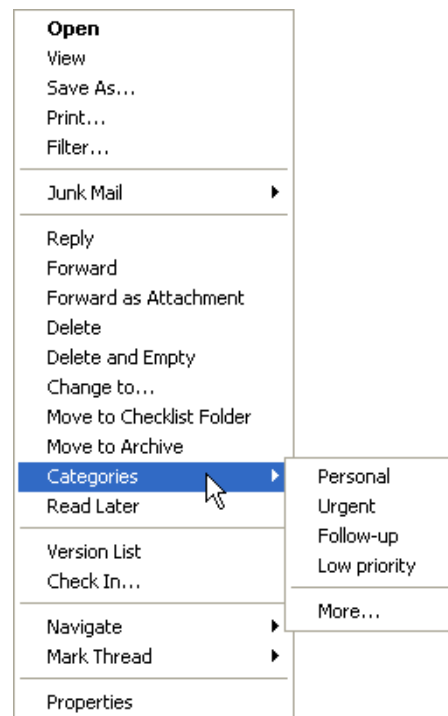 Open
View
Save As...
Print...
Filter...
Junk Mail
Reply
Forward
Forward as Attachment
Delete
Delete and Empty
Change to...
Move to Checklist Folder
Move to Archive
Categories
Read Later
Version List
Check In...
Navigate
Mark Thread
Properties
Personal
Urgent
Follow-up
Low priority
More...